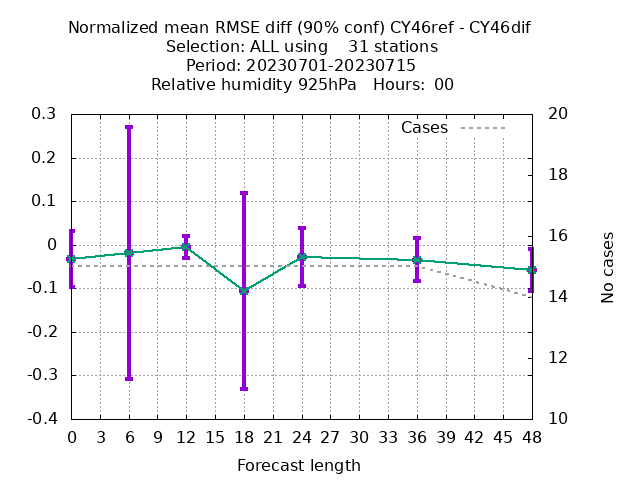 Normalized mean RMSE diff (90% conf) CY46ref - CY46dif
Selection: ALL using 31 stations
Period: 20230701-20230715
Relative humidity 925hPa Hours: 00
0.3
0.2
0.1
0
-0.1
-0.2
-0.3
-0.4
Cases
20
18
16
14
12
10
No cases
0 3 6 9 12 15 18 21 24 27 30 33 36 39 42 45 48
Forecast length